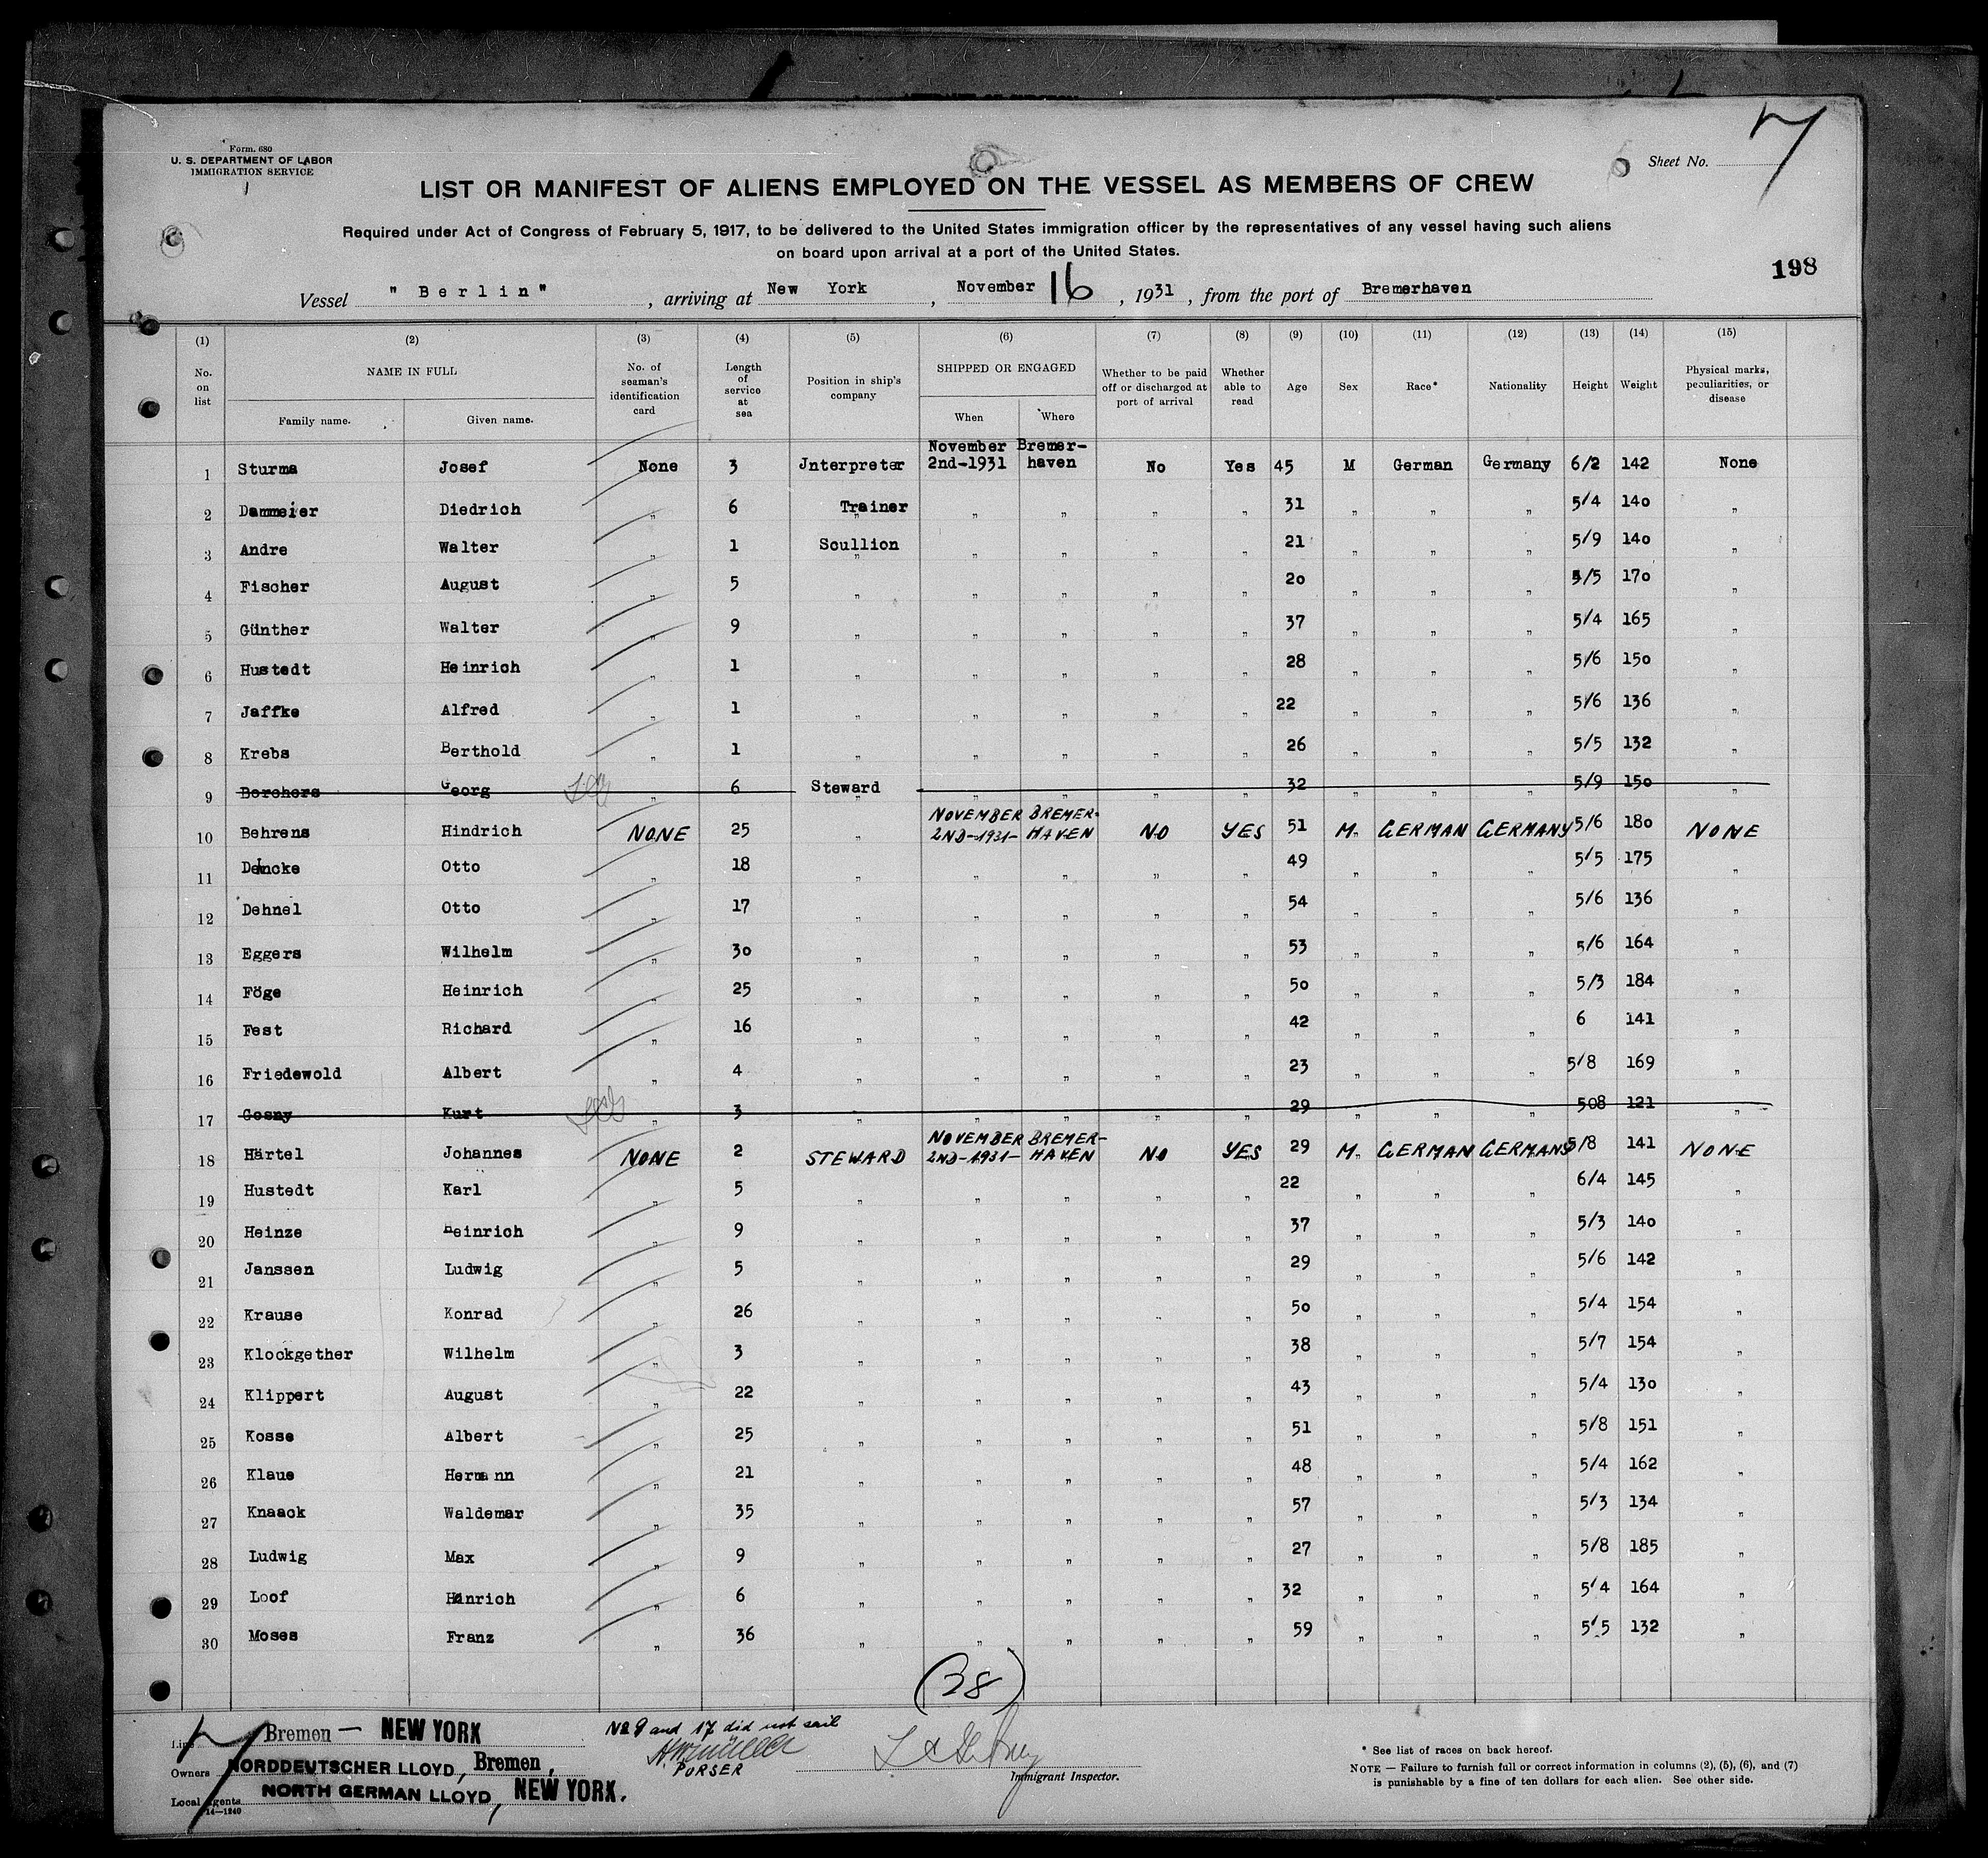 Form. 680
U. S. DEPARTMENT OF LABOR
IMMIGRATION SERVICE
Sheet No. 7
LIST OR MANIFEST OF ALIENS EMPLOYED ON THE VESSEL AS MEMBERS OF CREW
Required under Act of Congress of February 5, 1917, to be delivered to the United States immigration officer by the representatives of any vessel having such aliens
on board upon arrival at a port of the United States.
198
Vessel "Berlin", arriving at New York, November 16, 1931, from the port of Bremerhaven
(1) (2) (3) (4) (5) (6) (7) (8) (9) (10) (11) (12) (13) (14) (15)
No. on list NAME IN FULL Family name. Given name. No. of seaman's identification card Length of service at sea Position in ship's company SHIPPED OR ENGAGED When Where Whether to be paid off or discharged at port of arrival Whether able to read Age Sex Race* Nationality Height Weight Physical marks, peculiarities, or disease
1 Sturma Josef None 3 Jnterpreter November 2nd-1931 Bremer-haven No Yes 45 M German Germany 6/2 142 None
2 Dammeier Diedrich " 6 Trainer " " " " 31 " " " 5/4 140 "
3 Andre Walter " 1 Scullion " " " " 21 " " " 5/9 140 "
4 Fischer August " 5 " " " " " 20 " " " 5/5 170 "
5 Günther Walter " 9 " " " " " 37 " " " 5/4 165 "
6 Hustedt Heinrich " 1 " " " " " 28 " " " 5/6 150 "
7 Jaffke Alfred " 1 " " " " " 22 " " " 5/6 136 "
8 Krebs Berthold " 1 " " " " " 26 " " " 5/5 132 "
9 Borchers Georg " 6 Steward " " " " 32 " " " 5/9 150 "
10 Behrens Hindrich NONE 25 " NOVEMBER 2ND-1931- BREMER-HAVEN NO YES 51 M. GERMAN GERMANY 5/6 180 NONE
11 Dencke Otto " 18 " " " " " 49 " " " 5/5 175 "
12 Dehnel Otto " 17 " " " " " 54 " " " 5/6 136 "
13 Eggers Wilhelm " 30 " " " " " 53 " " " 5/6 164 "
14 Föge Heinrich " 25 " " " " " 50 " " " 5/3 184 "
15 Fest Richard " 16 " " " " " 42 " " " 6 141 "
16 Friedewold Albert " 4 " " " " " 23 " " " 5/8 169 "
17 Cosny Kurt " 3 " " " " " 29 " " " 508 121 "
18 Härtel Johannes NONE 2 STEWARD NOVEMBER 2ND-1931- BREMER-HAVEN NO YES 29 M. GERMAN GERMANY 5/8 141 NONE
19 Hustedt Karl " 5 " " " " " 22 " " " 6/4 145 "
20 Heinze Heinrich " 9 " " " " " 37 " " " 5/3 140 "
21 Janssen Ludwig " 5 " " " " " 29 " " " 5/6 142 "
22 Krause Konrad " 26 " " " " " 50 " " " 5/4 154 "
23 Klockgether Wilhelm " 3 " " " " " 38 " " " 5/7 154 "
24 Klippert August " 22 " " " " " 43 " " " 5/4 130 "
25 Kosse Albert " 25 " " " " " 51 " " " 5/8 151 "
26 Klaue Hermann " 21 " " " " " 48 " " " 5/4 162 "
27 Knaack Waldemar " 35 " " " " " 57 " " " 5/3 134 "
28 Ludwig Max " 9 " " " " " 27 " " " 5/8 185 "
29 Loof Hinrich " 6 " " " " " 32 " " " 5/4 164 "
30 Moses Franz " 36 " " " " " 59 " " " 5/5 132 "
(28)
Line Bremen - NEW YORK
Owners NORDDEUTSCHER LLOYD, Bremen,
Local Agents NORTH GERMAN LLOYD, NEW YORK.
14-1240
7
No 9 and 17 did not sail
PURSER
Immigrant Inspector.
* See list of races on back hereof.
NOTE — Failure to furnish full or correct information in columns (2), (5), (6), and (7)
is punishable by a fine of ten dollars for each alien. See other side.